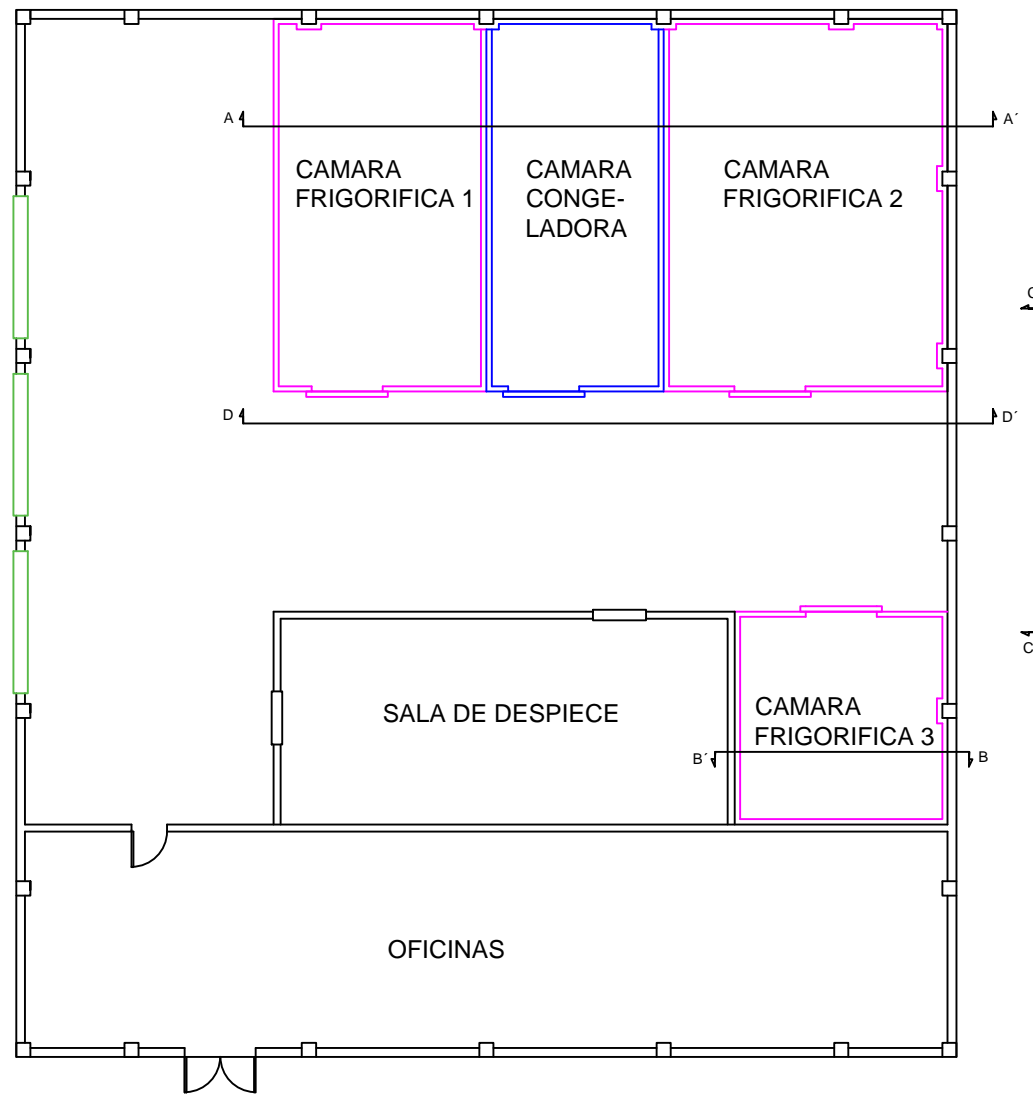 A
A´
CAMARA
FRIGORIFICA 1
CAMARA
CONGE-
LADORA
CAMARA
FRIGORIFICA 2
C
D
D´
C
SALA DE DESPIECE
CAMARA
FRIGORIFICA 3
B´
B
OFICINAS